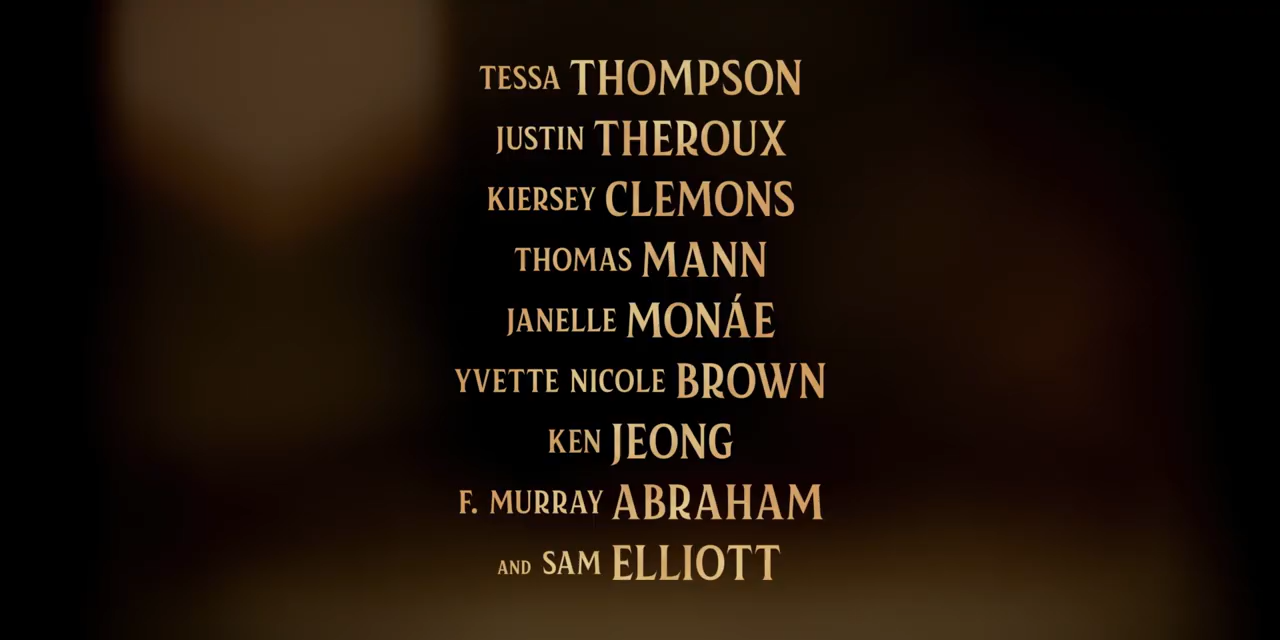 TESSA THOMPSON
JUSTIN THEROUX
KIERSEY CLEMONS
THOMAS MANN
JANELLE MONÁE
YVETTE NICOLE BROWN
KEN JEONG
F. MURRAY ABRAHAM
AND SAM ELLIOTT